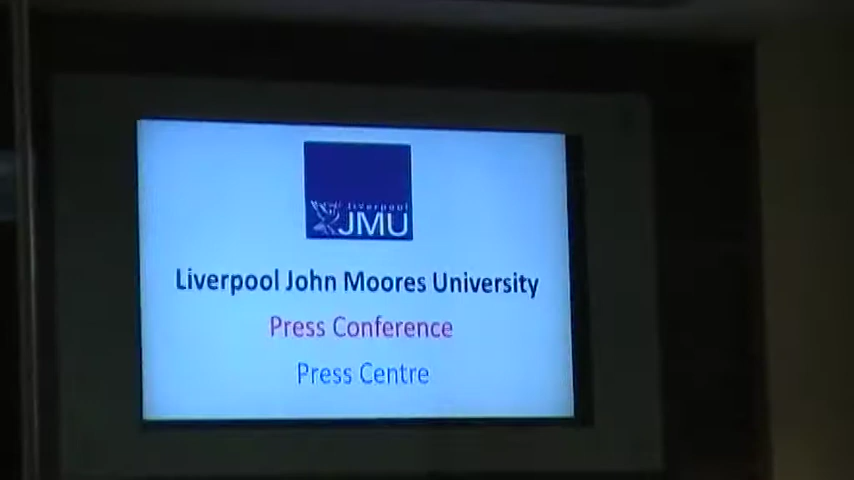 liverpool
JMU
Liverpool John Moores University
Press Conference
Press Centre